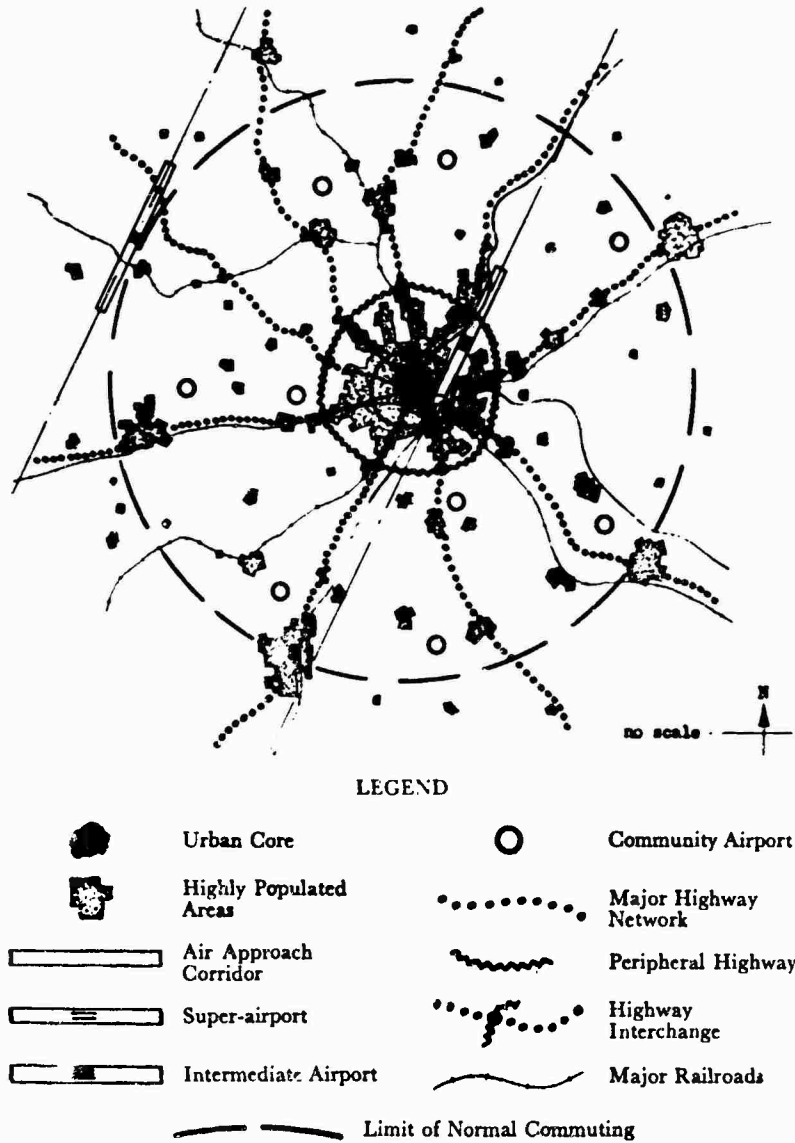 N
no scale
LEGEND
Urban Core
Community Airport
Highly Populated
Areas
Major Highway
Network
Air Approach
Corridor
Peripheral Highway
Super-airport
Highway
Interchange
Intermediate Airport
Major Railroads
Limit of Normal Commuting